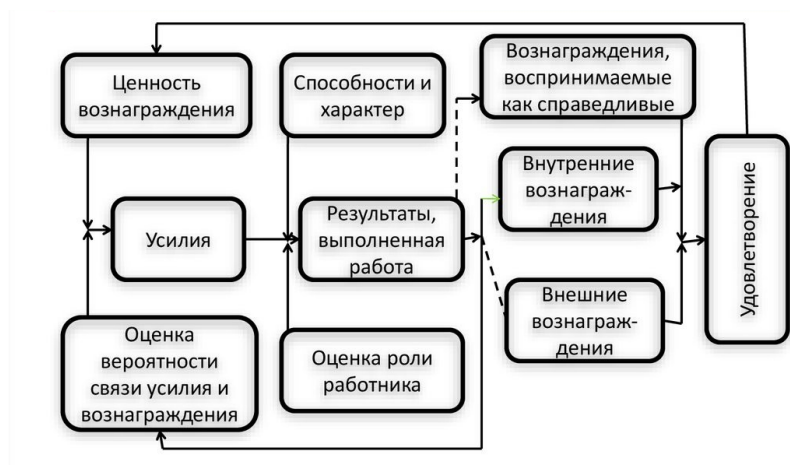 Ценность
вознаграждения
Способности и
характер
Вознаграждения,
воспринимаемые
как справедливые
Усилия
Результаты,
выполненная
работа
Внутренние
вознаграж-
дения
Удовлетворение
Оценка
вероятности
связи усилия и
вознаграждения
Оценка роли
работника
Внешние
вознаграж-
дения